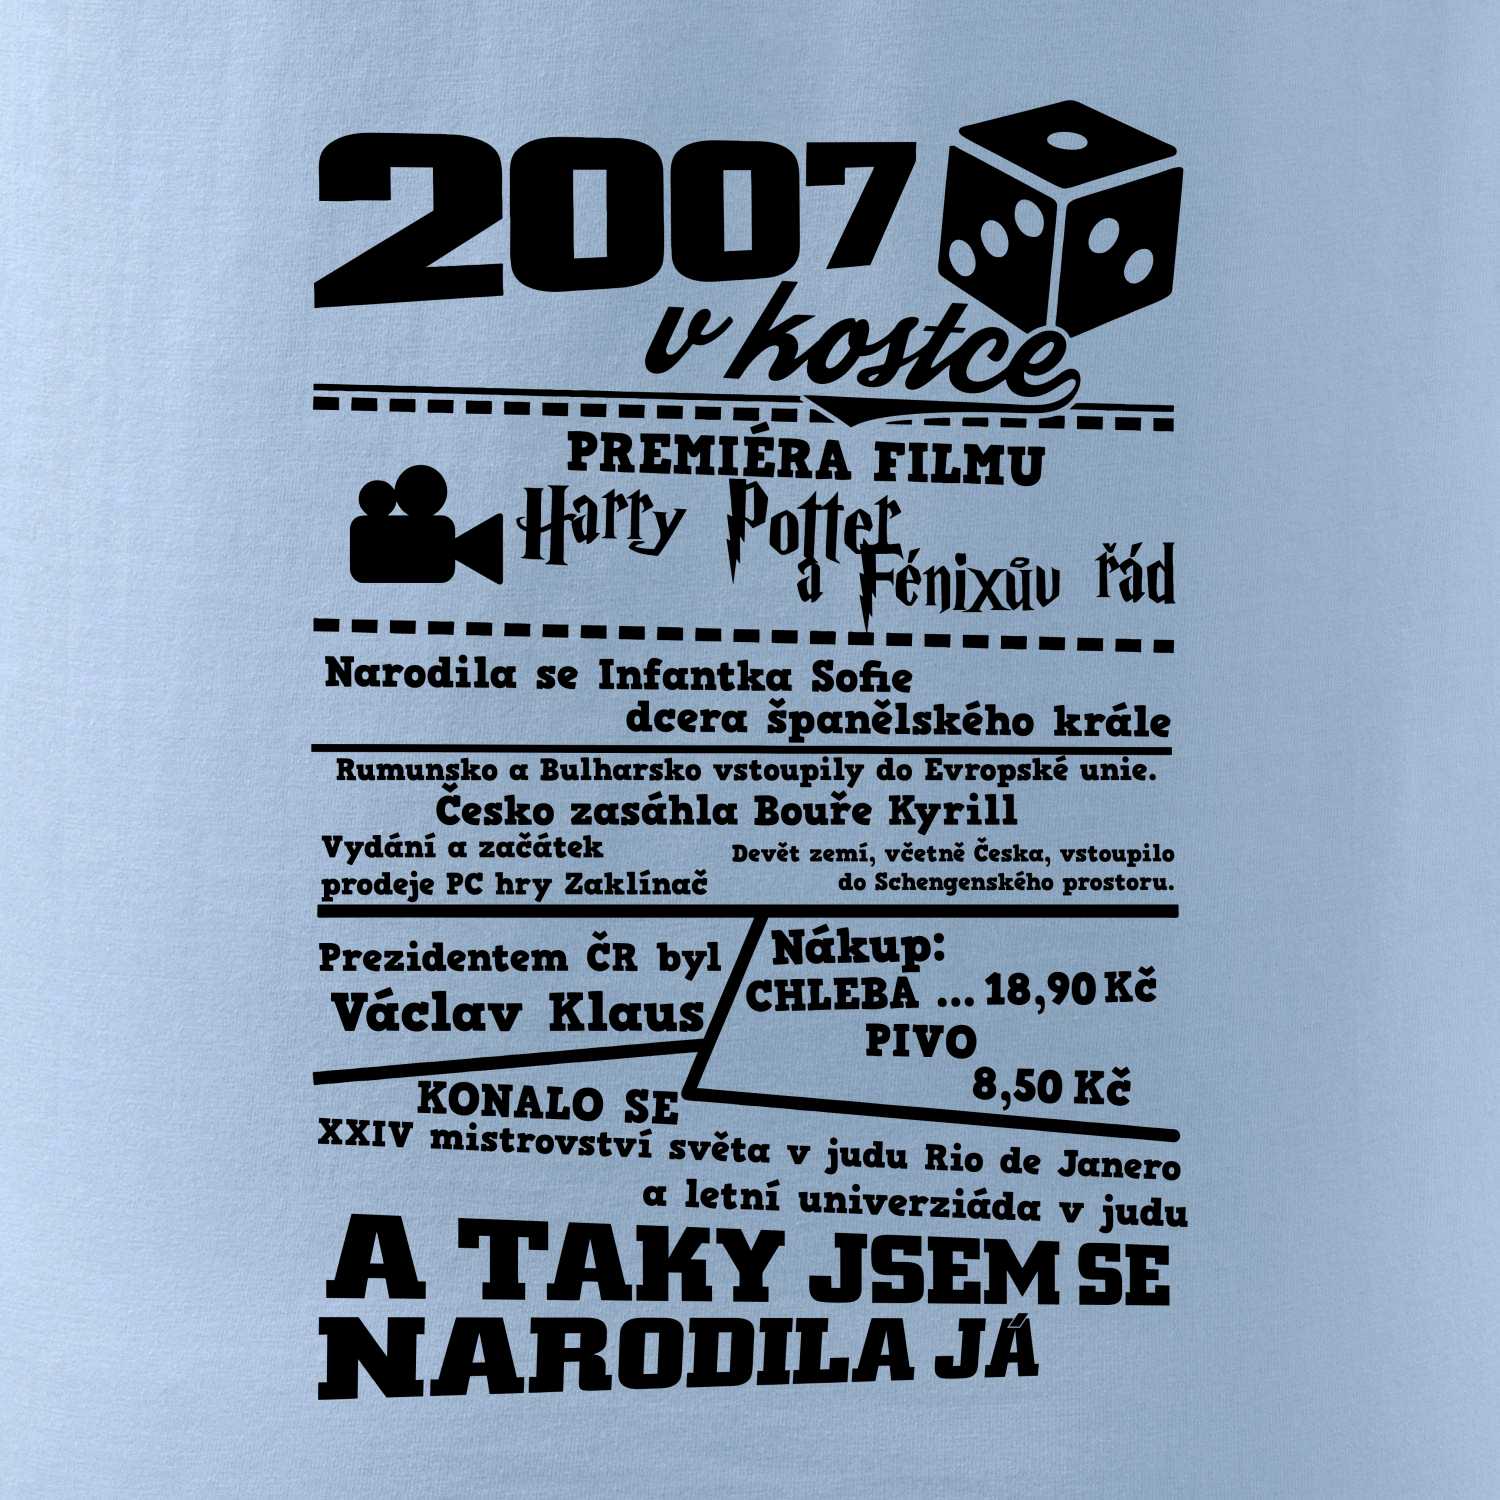 2007
v kostce
PREMIÉRA FILMU
Harry Potter
a Fénixův řád
Narodila se Infantka Sofie
dcera španělského krále
Rumunsko a Bulharsko vstoupily do Evropské unie.
Česko zasáhla Bouře Kyrill
Vydání a začátek
prodeje PC hry Zaklínač
Devět zemí, včetně Česka, vstoupilo
do Schengenského prostoru.
Prezidentem ČR byl
Václav Klaus
Nákup:
CHLEBA ... 18,90 Kč
PIVO
8,50 Kč
KONALO SE
XXIV mistrovství světa v judu Rio de Janero
a letní univerziáda v judu
A TAKY JSEM SE
NARODILA JÁ